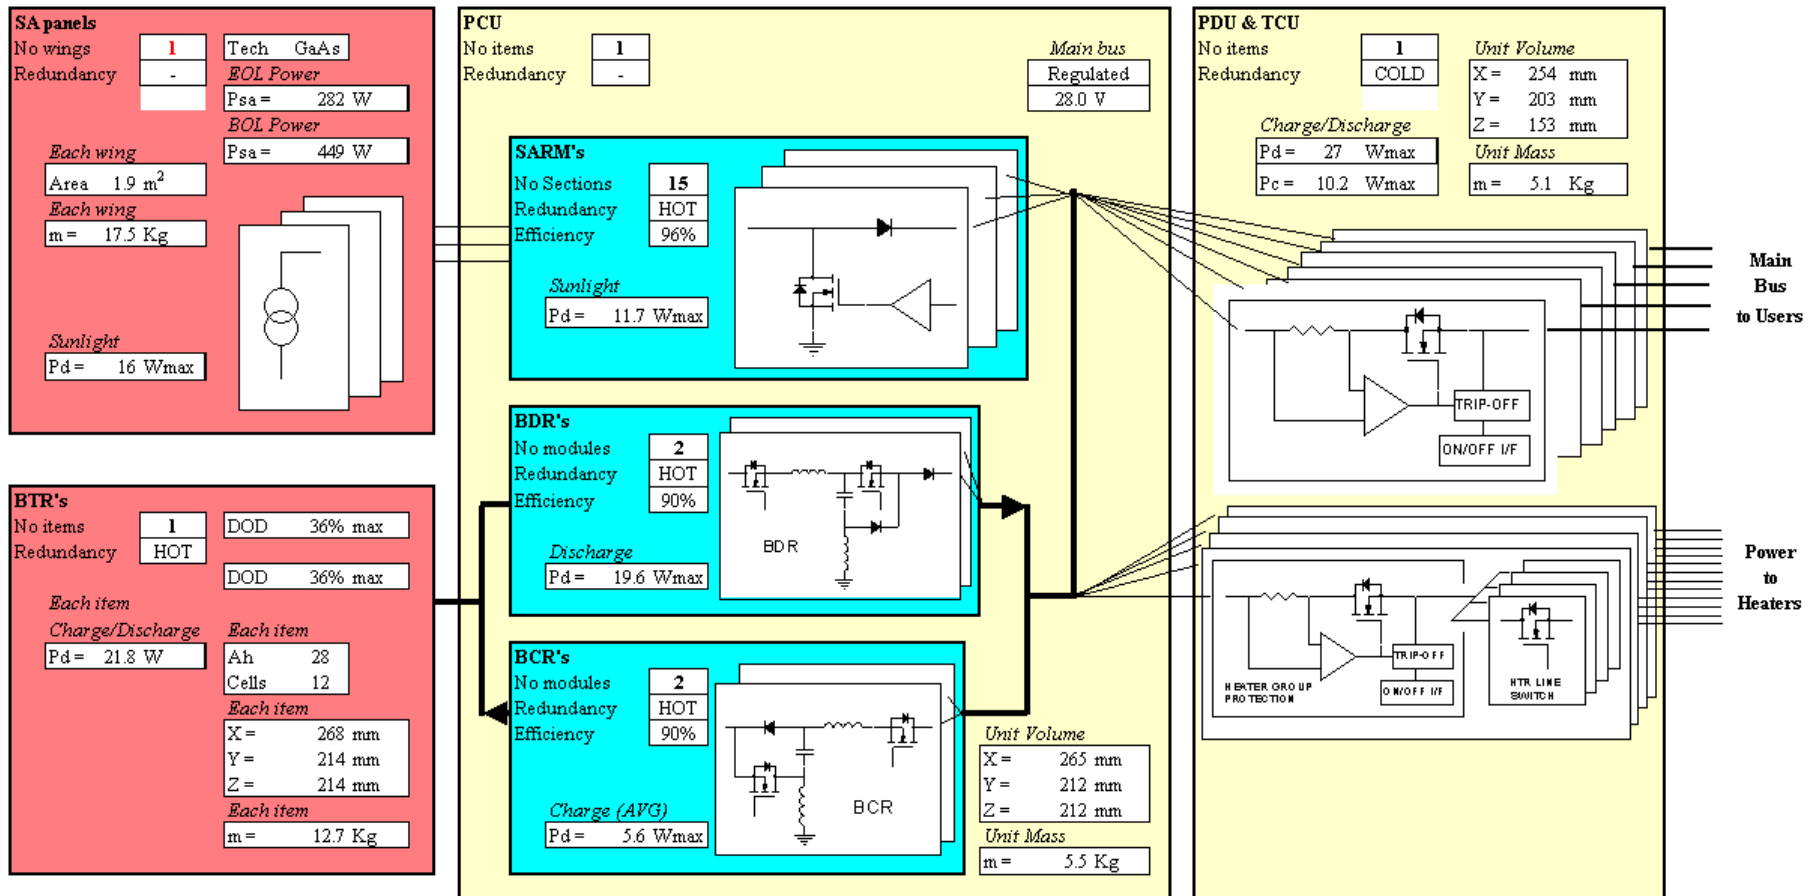 SA panels
No wings 1 Tech GaAs
Redundancy -
EOL Power
Psa = 282 W
BOL Power
Psa = 449 W
Each wing
Area 1.9 m²
Each wing
m = 17.5 Kg
Sunlight
Pd = 16 Wmax
BTR's
No items 1 DOD 36% max
Redundancy HOT
DOD 36% max
Each item
Charge/Discharge
Pd = 21.8 W
Each item
Ah 28
Cells 12
Each item
X = 268 mm
Y = 214 mm
Z = 214 mm
Each item
m = 12.7 Kg
PCU
No items 1
Redundancy -
Main bus
Regulated
28.0 V
SARM's
No Sections 15
Redundancy HOT
Efficiency 96%
Sunlight
Pd = 11.7 Wmax
BDR's
No modules 2
Redundancy HOT
Efficiency 90%
Discharge
Pd = 19.6 Wmax
BDR
BCR's
No modules 2
Redundancy HOT
Efficiency 90%
Charge (AVG)
Pd = 5.6 Wmax
BCR
Unit Volume
X = 265 mm
Y = 212 mm
Z = 212 mm
Unit Mass
m = 5.5 Kg
PDU & TCU
No items 1
Redundancy COLD
Unit Volume
X = 254 mm
Y = 203 mm
Z = 153 mm
Charge/Discharge
Pd = 27 Wmax
Pc = 10.2 Wmax
Unit Mass
m = 5.1 Kg
TRIP-OFF
ON/OFF I/F
Main
Bus
to Users
TRIP-OFF
ON/OFF I/F
HEATER GROUP
PROTECTION
HTR LINE
SWITCH
Power
to
Heaters